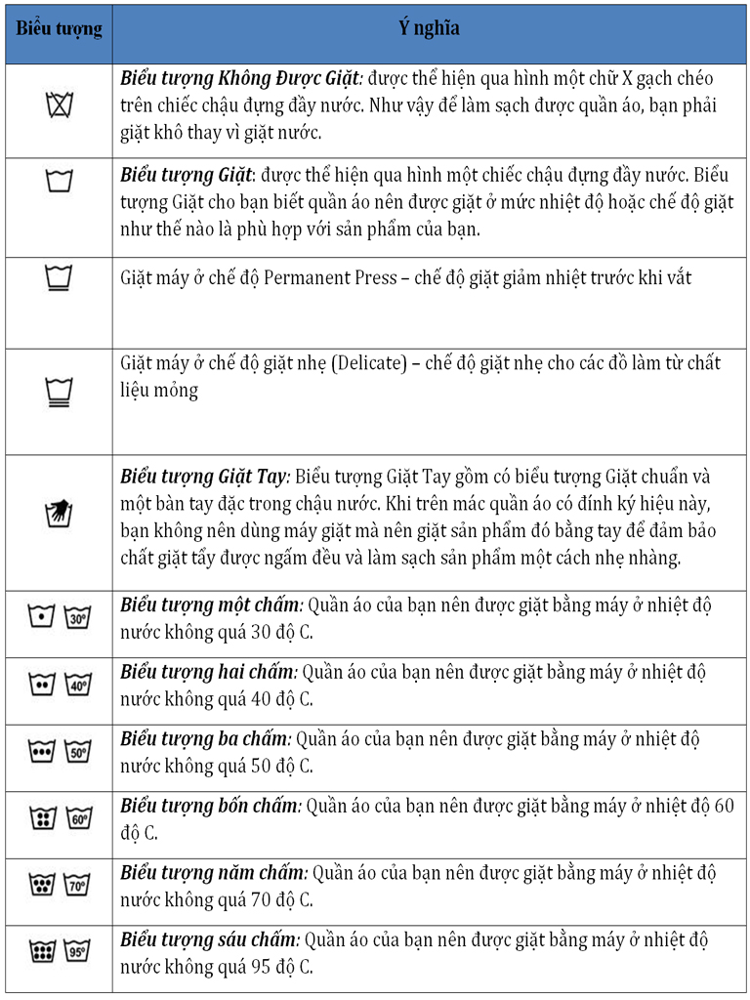 Biểu tượng
Ý nghĩa
Biểu tượng Không Được Giặt: được thể hiện qua hình một chữ X gạch chéo
trên chiếc chậu đựng đầy nước. Như vậy để làm sạch được quần áo, bạn phải
giặt khô thay vì giặt nước.
Biểu tượng Giặt: được thể hiện qua hình một chiếc chậu đựng đầy nước. Biểu
tượng Giặt cho bạn biết quần áo nên được giặt ở mức nhiệt độ hoặc chế độ giặt
như thế nào là phù hợp với sản phẩm của bạn.
Giặt máy ở chế độ Permanent Press – chế độ giặt giảm nhiệt trước khi vắt
Giặt máy ở chế độ giặt nhẹ (Delicate) – chế độ giặt nhẹ cho các đồ làm từ chất
liệu mỏng
Biểu tượng Giặt Tay: Biểu tượng Giặt Tay gồm có biểu tượng Giặt chuẩn và
một bàn tay đặc trong chậu nước. Khi trên mác quần áo có đính ký hiệu này,
bạn không nên dùng máy giặt mà nên giặt sản phẩm đó bằng tay để đảm bảo
chất giặt tẩy được ngấm đều và làm sạch sản phẩm một cách nhẹ nhàng.
30º
Biểu tượng một chấm: Quần áo của bạn nên được giặt bằng máy ở nhiệt độ
nước không quá 30 độ C.
40º
Biểu tượng hai chấm: Quần áo của bạn nên được giặt bằng máy ở nhiệt độ
nước không quá 40 độ C.
50º
Biểu tượng ba chấm: Quần áo của bạn nên được giặt bằng máy ở nhiệt độ
nước không quá 50 độ C.
60º
Biểu tượng bốn chấm: Quần áo của bạn nên được giặt bằng máy ở nhiệt độ 60
độ C.
70º
Biểu tượng năm chấm: Quần áo của bạn nên được giặt bằng máy ở nhiệt độ
nước không quá 70 độ C.
95º
Biểu tượng sáu chấm: Quần áo của bạn nên được giặt bằng máy ở nhiệt độ
nước không quá 95 độ C.